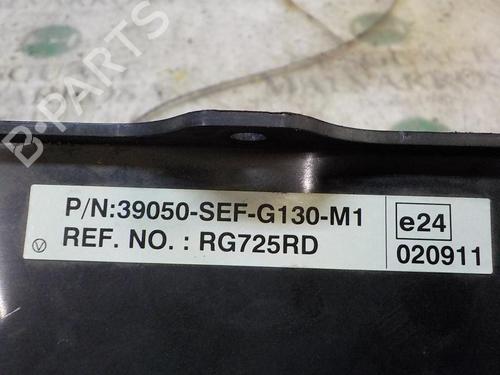 B-PARTS
P/N:39050-SEF-G130-M1
REF. NO. : RG725RD
e24
020911